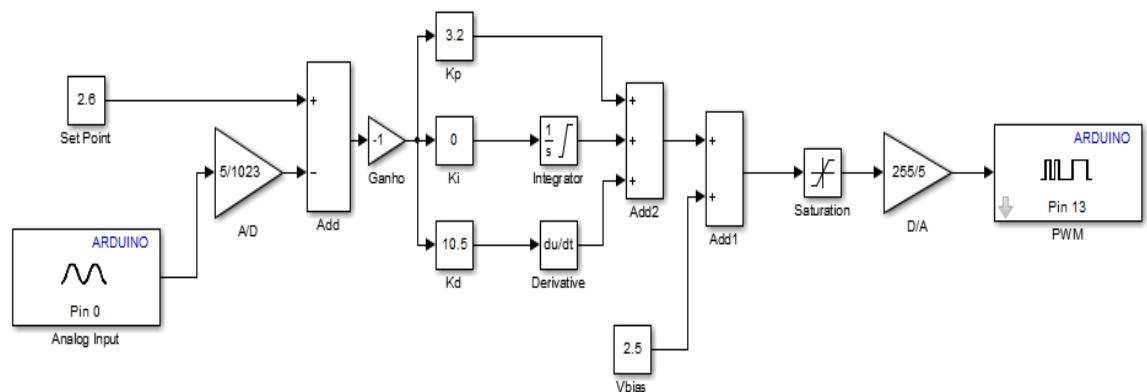 2.6
Set Point
ARDUINO
Pin 0
Analog Input
5/1023
A/D
+
−
Add
-1
Ganho
3.2
Kp
0
Ki
10.5
Kd
1
s
Integrator
du/dt
Derivative
+
+
+
Add2
2.5
Vbias
+
+
Add1
Saturation
255/5
D/A
ARDUINO
Pin 13
PWM